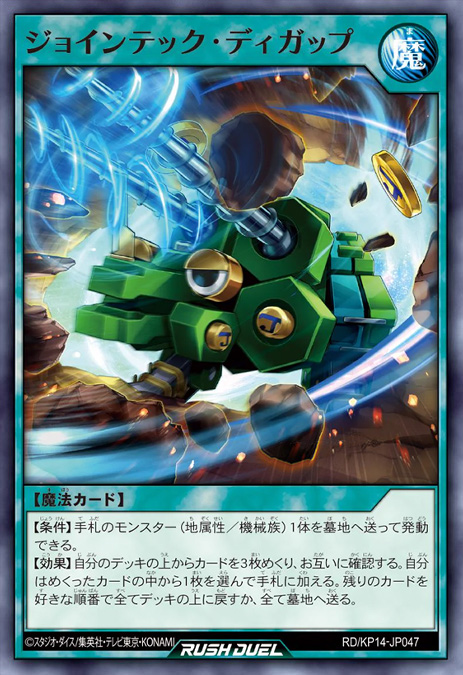 ジョインテック・ディガップ
魔
【魔法カード】
【条件】手札のモンスター(地属性/機械族)1体を墓地へ送って発動
できる。
【効果】自分のデッキの上からカードを3枚めくり、お互いに確認する。自分
はめくったカードの中から1枚を選んで手札に加える。残りのカードを
好きな順番で全てデッキの上に戻すか、全て墓地へ送る。
©スタジオ・ダイス/集英社・テレビ東京・KONAMI
RUSH DUEL
RD/KP14-JP047